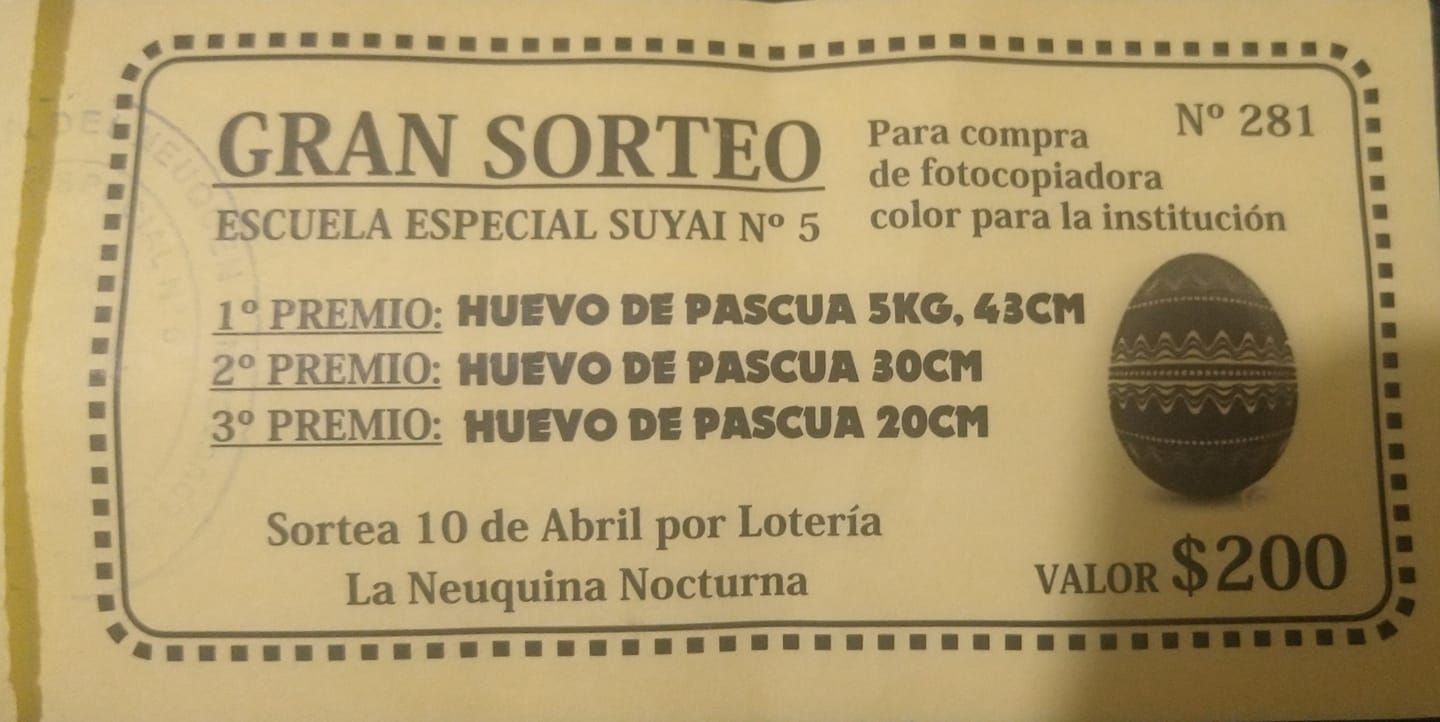 GRAN SORTEO
ESCUELA ESPECIAL SUYAI Nº 5
Para compra
de fotocopiadora
color para la institución
Nº 281
1º PREMIO: HUEVO DE PASCUA 5KG, 43CM
2º PREMIO: HUEVO DE PASCUA 30CM
3º PREMIO: HUEVO DE PASCUA 20CM
Sortea 10 de Abril por Lotería
La Neuquina Nocturna
VALOR $200
NEUQUEN